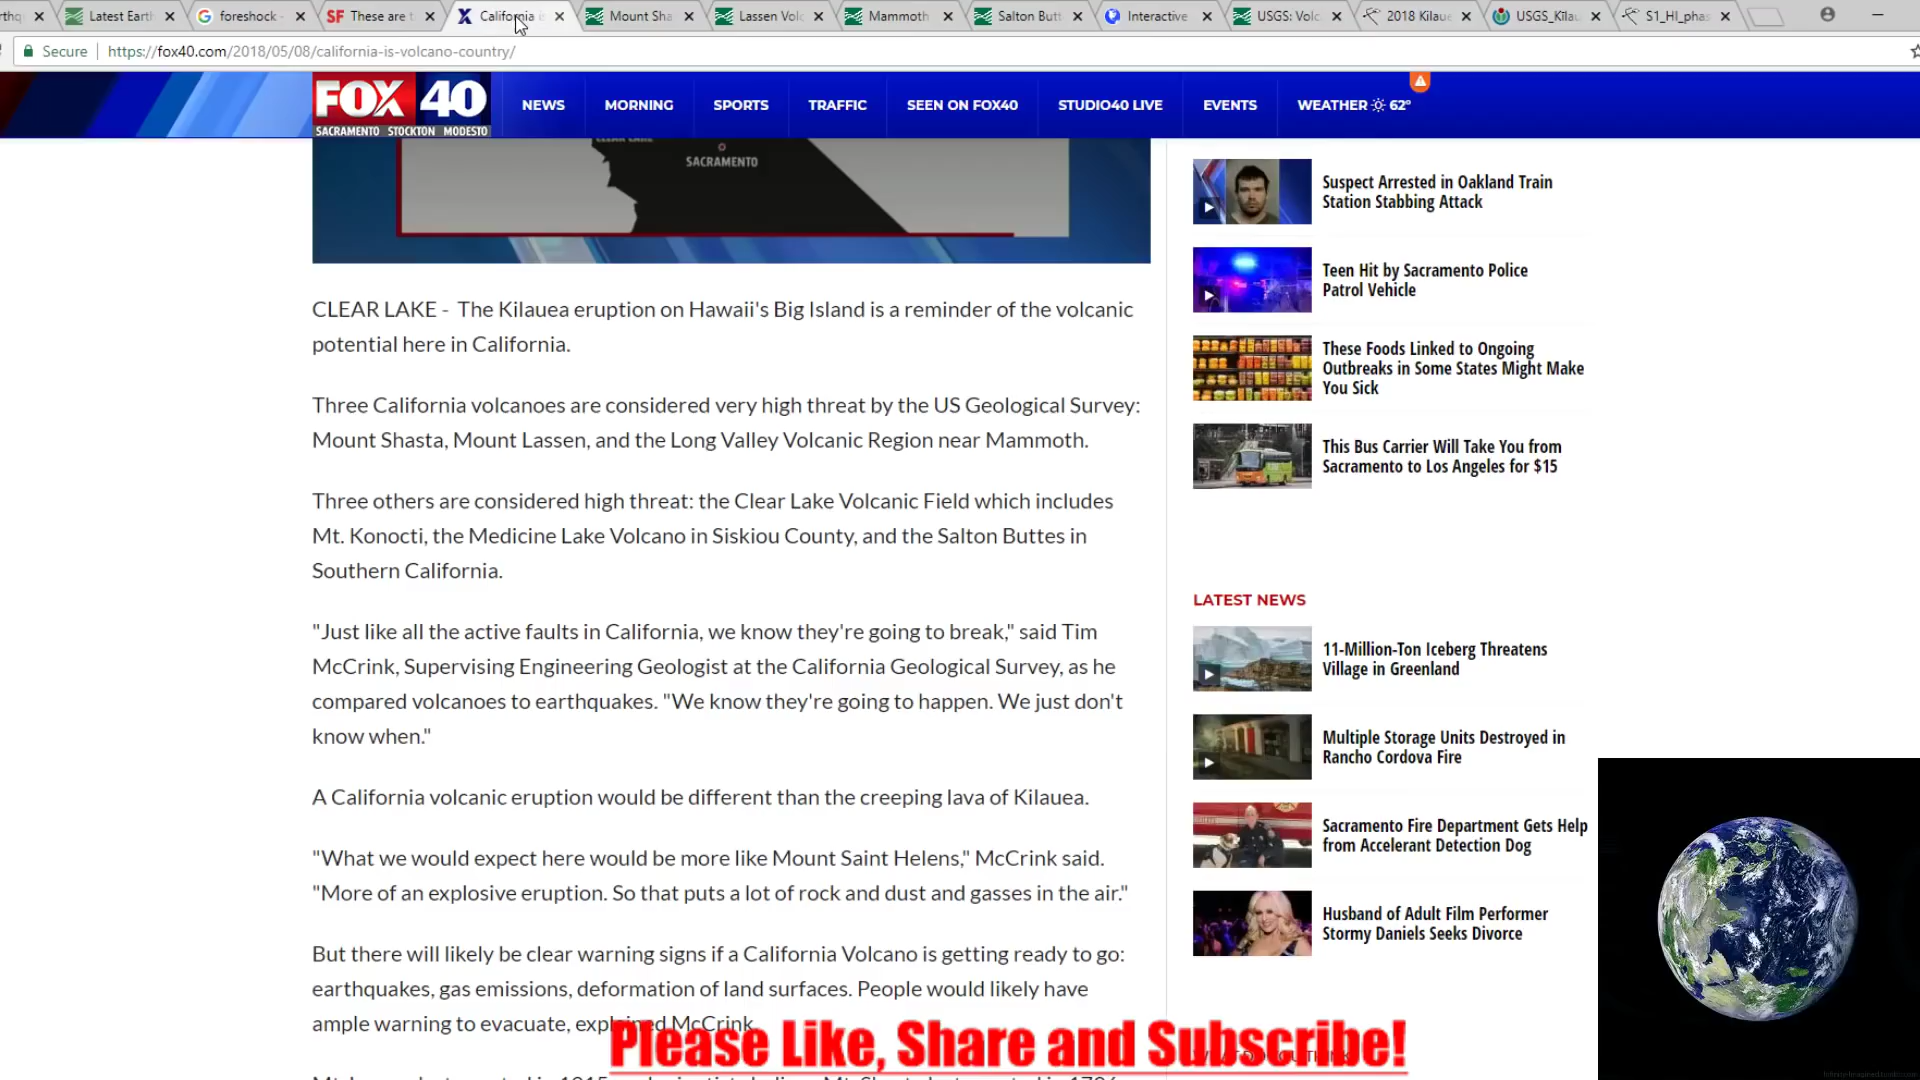 Latest Eart
foreshock -
These are
California
Mount Sha
Lassen Volc
Mammoth
Salton Butt
Interactive
USGS: Volc
2018 Kilaue
USGS_Kīlau
S1_HI_phas
Secure
https://fox40.com/2018/05/08/california-is-volcano-country/
FOX 40
SACRAMENTO STOCKTON MODESTO
NEWS
MORNING
SPORTS
TRAFFIC
SEEN ON FOX40
STUDIO40 LIVE
EVENTS
WEATHER 62°
CLEAR LAKE
SACRAMENTO
CLEAR LAKE - The Kilauea eruption on Hawaii's Big Island is a reminder of the volcanic
potential here in California.
Three California volcanoes are considered very high threat by the US Geological Survey:
Mount Shasta, Mount Lassen, and the Long Valley Volcanic Region near Mammoth.
Three others are considered high threat: the Clear Lake Volcanic Field which includes
Mt. Konocti, the Medicine Lake Volcano in Siskiou County, and the Salton Buttes in
Southern California.
"Just like all the active faults in California, we know they're going to break," said Tim
McCrink, Supervising Engineering Geologist at the California Geological Survey, as he
compared volcanoes to earthquakes. "We know they're going to happen. We just don't
know when."
A California volcanic eruption would be different than the creeping lava of Kilauea.
"What we would expect here would be more like Mount Saint Helens," McCrink said.
"More of an explosive eruption. So that puts a lot of rock and dust and gasses in the air."
But there will likely be clear warning signs if a California Volcano is getting ready to go:
earthquakes, gas emissions, deformation of land surfaces. People would likely have
ample warning to evacuate, explained McCrink.
Suspect Arrested in Oakland Train
Station Stabbing Attack
Teen Hit by Sacramento Police
Patrol Vehicle
These Foods Linked to Ongoing
Outbreaks in Some States Might Make
You Sick
This Bus Carrier Will Take You from
Sacramento to Los Angeles for $15
LATEST NEWS
11-Million-Ton Iceberg Threatens
Village in Greenland
Multiple Storage Units Destroyed in
Rancho Cordova Fire
Sacramento Fire Department Gets Help
from Accelerant Detection Dog
Husband of Adult Film Performer
Stormy Daniels Seeks Divorce
Please Like, Share and Subscribe!